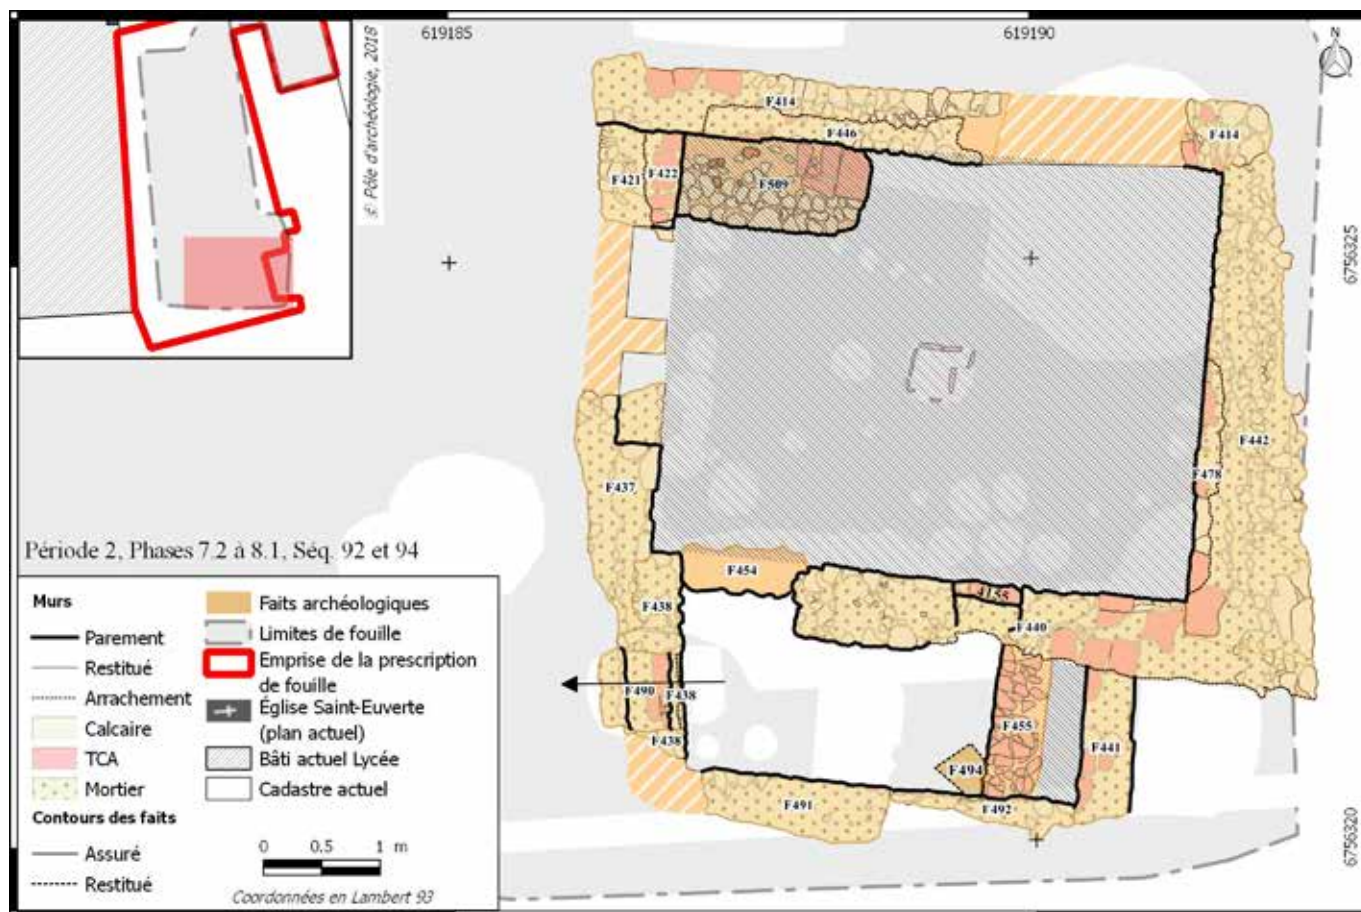 619185
619190
N
© Pôle d'archéologie, 2018
F414
F446
F414
F421
F422
F509
6756325
F442
F478
F437
F454
4155
F440
F438
F490
F438
F455
F441
F438
F494
F491
F492
6756320
Période 2, Phases 7.2 à 8.1, Séq. 92 et 94
Murs
Parement
Restitué
Arrachement
Calcaire
TCA
Mortier
Contours des faits
Assuré
Restitué
Faits archéologiques
Limites de fouille
Emprise de la prescription
de fouille
Église Saint-Euverte
(plan actuel)
Bâti actuel Lycée
Cadastre actuel
0 0.5 1 m
Coordonnées en Lambert 93